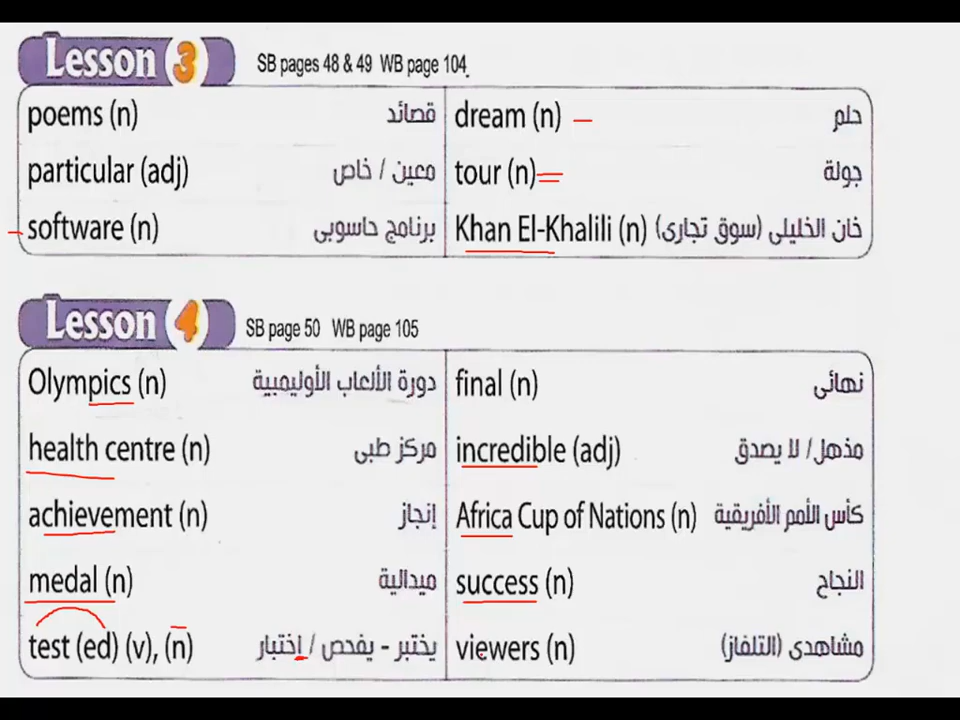 Lesson 3 SB pages 48 & 49 WB page 104
poems (n) قصائد
particular (adj) معين / خاص
software (n) برنامج حاسوبى
dream (n) حلم
tour (n) جولة
Khan El-Khalili (n) خان الخليلى (سوق تجارى)
Lesson 4 SB page 50 WB page 105
Olympics (n) دورة الألعاب الأوليمبية
health centre (n) مركز طبى
achievement (n) إنجاز
medal (n) ميدالية
test (ed) (v), (n) يختبر - يفحص / اختبار
final (n) نهائى
incredible (adj) مذهل / لا يصدق
Africa Cup of Nations (n) كأس الأمم الأفريقية
success (n) النجاح
viewers (n) مشاهدى (التلفاز)